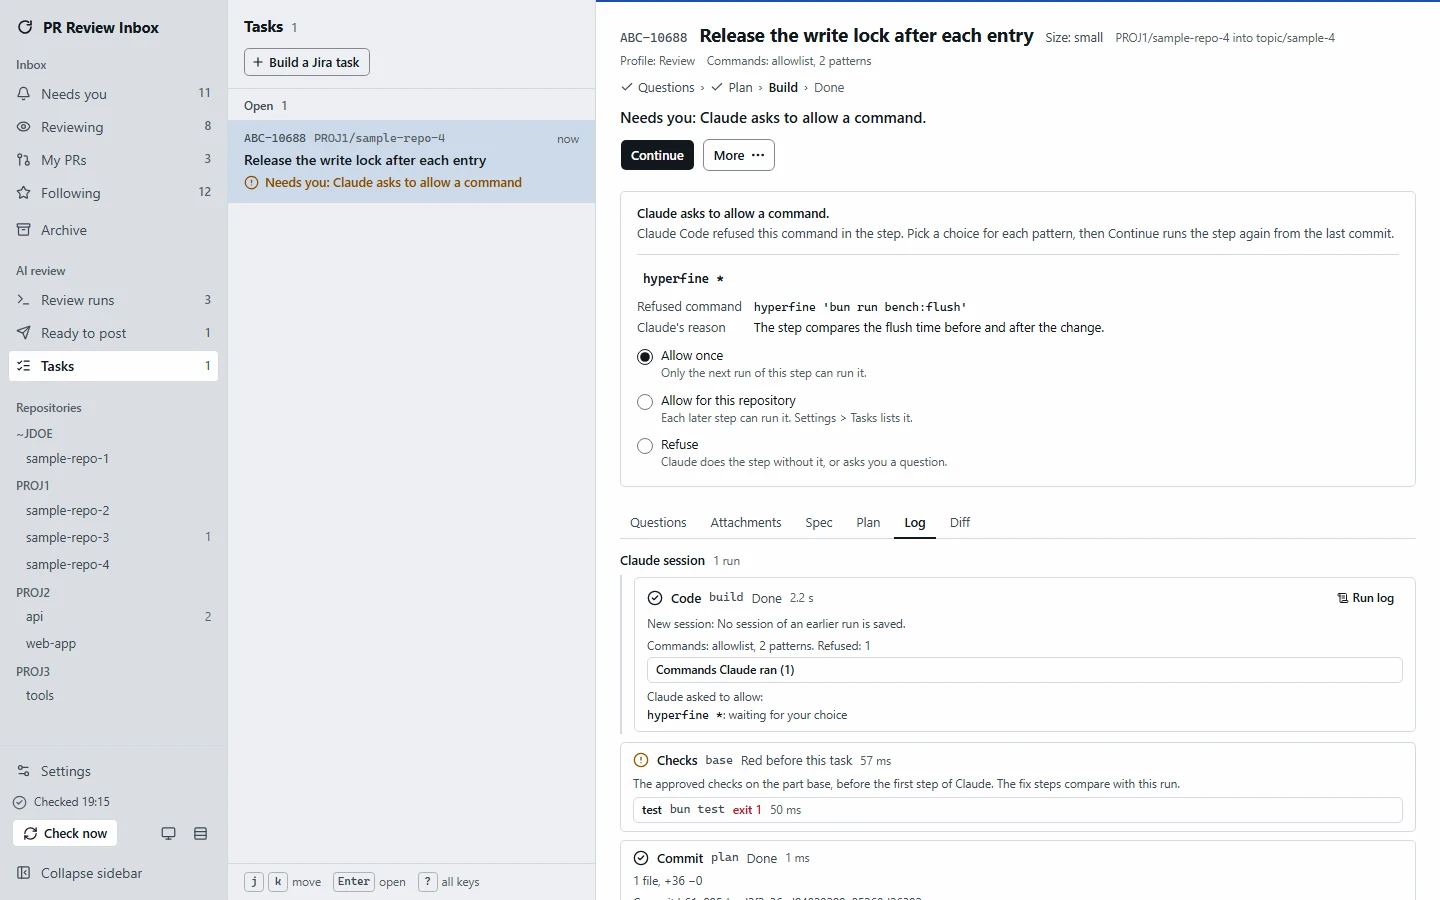 PR Review Inbox
Inbox
Needs you 11
Reviewing 8
My PRs 3
Following 12
Archive
AI review
Review runs 3
Ready to post 1
Tasks 1
Repositories
~JDOE
sample-repo-1
PROJ1
sample-repo-2
sample-repo-3 1
sample-repo-4
PROJ2
api 2
web-app
PROJ3
tools
Settings
Checked 19:15
Check now
Collapse sidebar
Tasks 1
+ Build a Jira task
Open 1
ABC-10688 PROJ1/sample-repo-4 now
Release the write lock after each entry
Needs you: Claude asks to allow a command
j k move Enter open ? all keys
ABC-10688 Release the write lock after each entry Size: small PROJ1/sample-repo-4 into topic/sample-4
Profile: Review Commands: allowlist, 2 patterns
Questions › Plan › Build › Done
Needs you: Claude asks to allow a command.
Continue More ···
Claude asks to allow a command.
Claude Code refused this command in the step. Pick a choice for each pattern, then Continue runs the step again from the last commit.
hyperfine *
Refused command hyperfine 'bun run bench:flush'
Claude's reason The step compares the flush time before and after the change.
Allow once
Only the next run of this step can run it.
Allow for this repository
Each later step can run it. Settings > Tasks lists it.
Refuse
Claude does the step without it, or asks you a question.
Questions Attachments Spec Plan Log Diff
Claude session 1 run
Code build Done 2.2 s Run log
New session: No session of an earlier run is saved.
Commands: allowlist, 2 patterns. Refused: 1
Commands Claude ran (1)
Claude asked to allow:
hyperfine *: waiting for your choice
Checks base Red before this task 57 ms
The approved checks on the part base, before the first step of Claude. The fix steps compare with this run.
test bun test exit 1 50 ms
Commit plan Done 1 ms
1 file, +36 −0